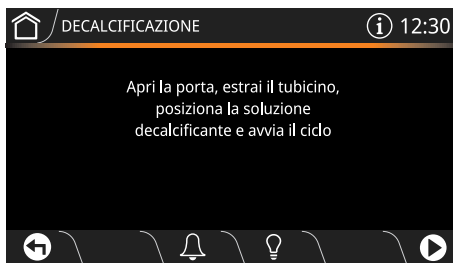 DECALCIFICAZIONE
i 12:30
Apri la porta, estrai il tubicino,
posiziona la soluzione
decalcificante e avvia il ciclo